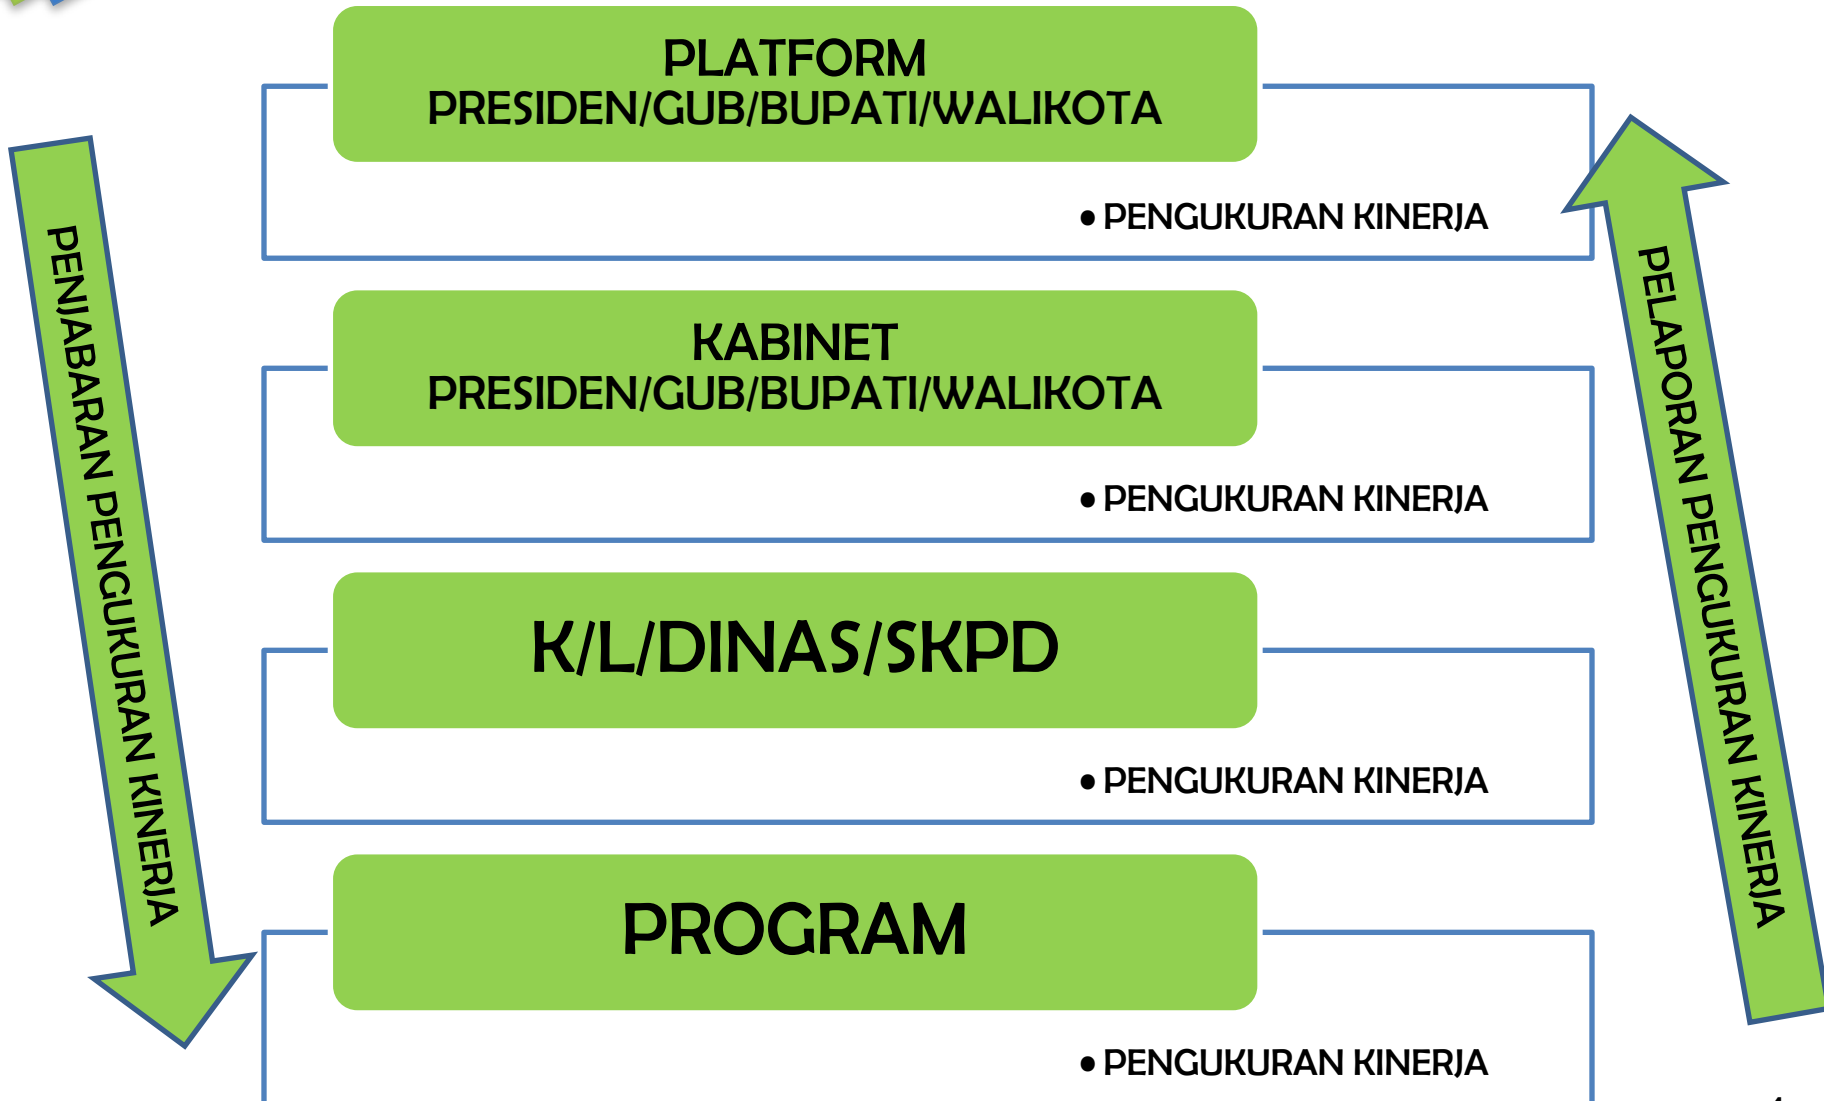 PLATFORM
PRESIDEN/GUB/BUPATI/WALIKOTA
• PENGUKURAN KINERJA
KABINET
PRESIDEN/GUB/BUPATI/WALIKOTA
• PENGUKURAN KINERJA
K/L/DINAS/SKPD
• PENGUKURAN KINERJA
PROGRAM
• PENGUKURAN KINERJA
PENJABARAN PENGUKURAN KINERJA
PELAPORAN PENGUKURAN KINERJA